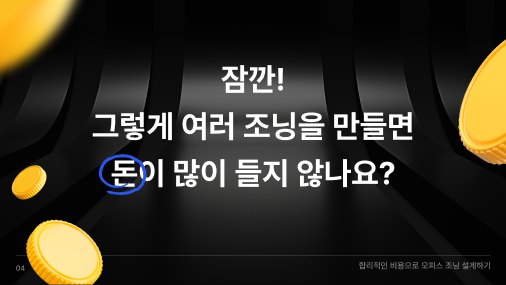 잠깐!
그렇게 여러 조닝을 만들면
돈이 많이 들지 않나요?
04
합리적인 비용으로 오피스 조닝 설계하기